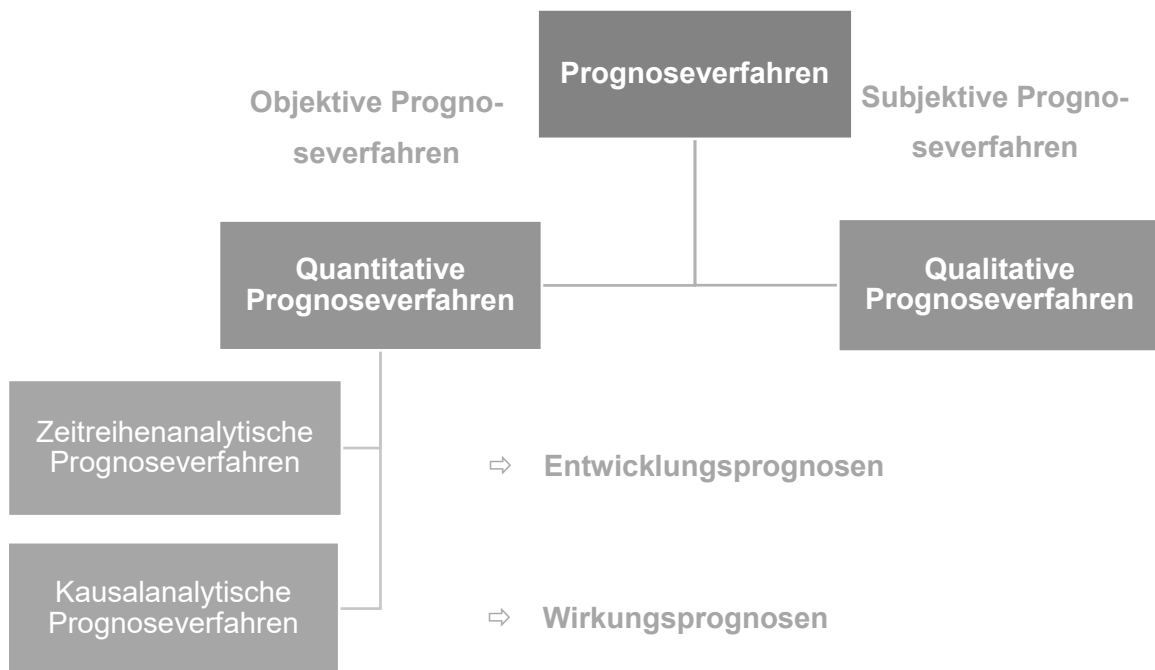 Prognoseverfahren
Objektive Progno-
severfahren
Subjektive Progno-
severfahren
Quantitative
Prognoseverfahren
Qualitative
Prognoseverfahren
Zeitreihenanalytische
Prognoseverfahren
⇨ Entwicklungsprognosen
Kausalanalytische
Prognoseverfahren
⇨ Wirkungsprognosen